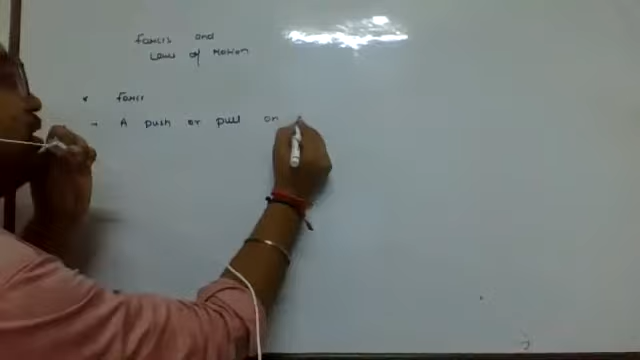 Forces and
Laws of Motion
* Force
→ A push or pull on